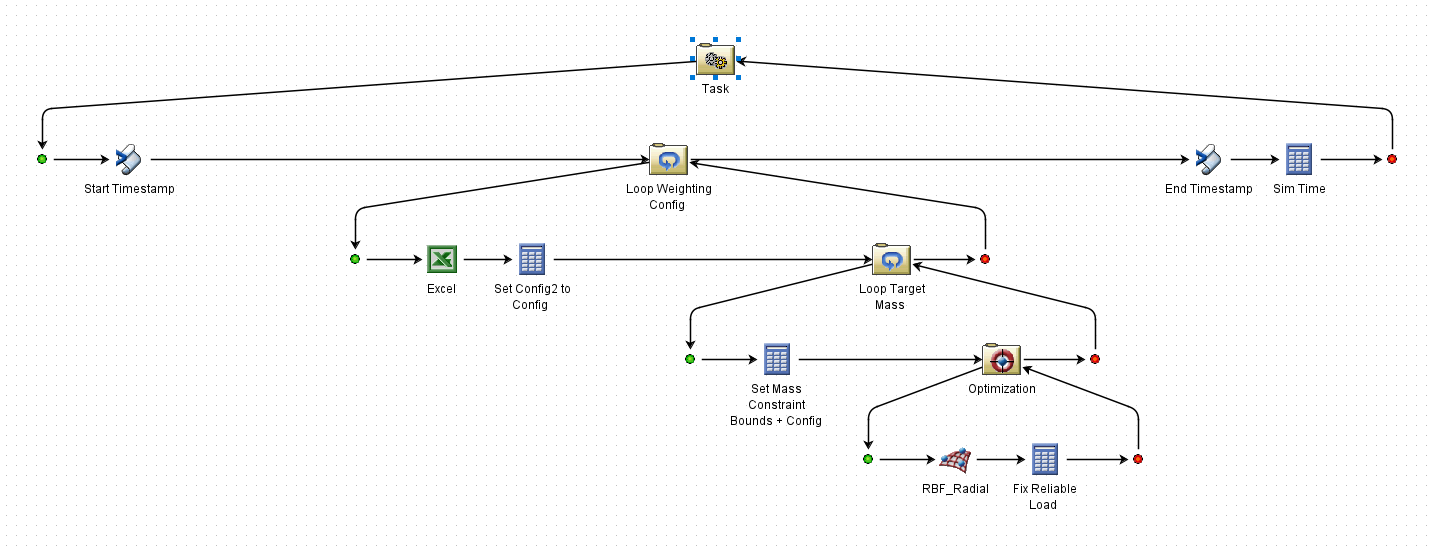 Task
Start Timestamp
Loop Weighting
Config
End Timestamp
Sim Time
Excel
Set Config2 to
Config
Loop Target
Mass
Set Mass
Constraint
Bounds + Config
Optimization
RBF_Radial
Fix Reliable
Load